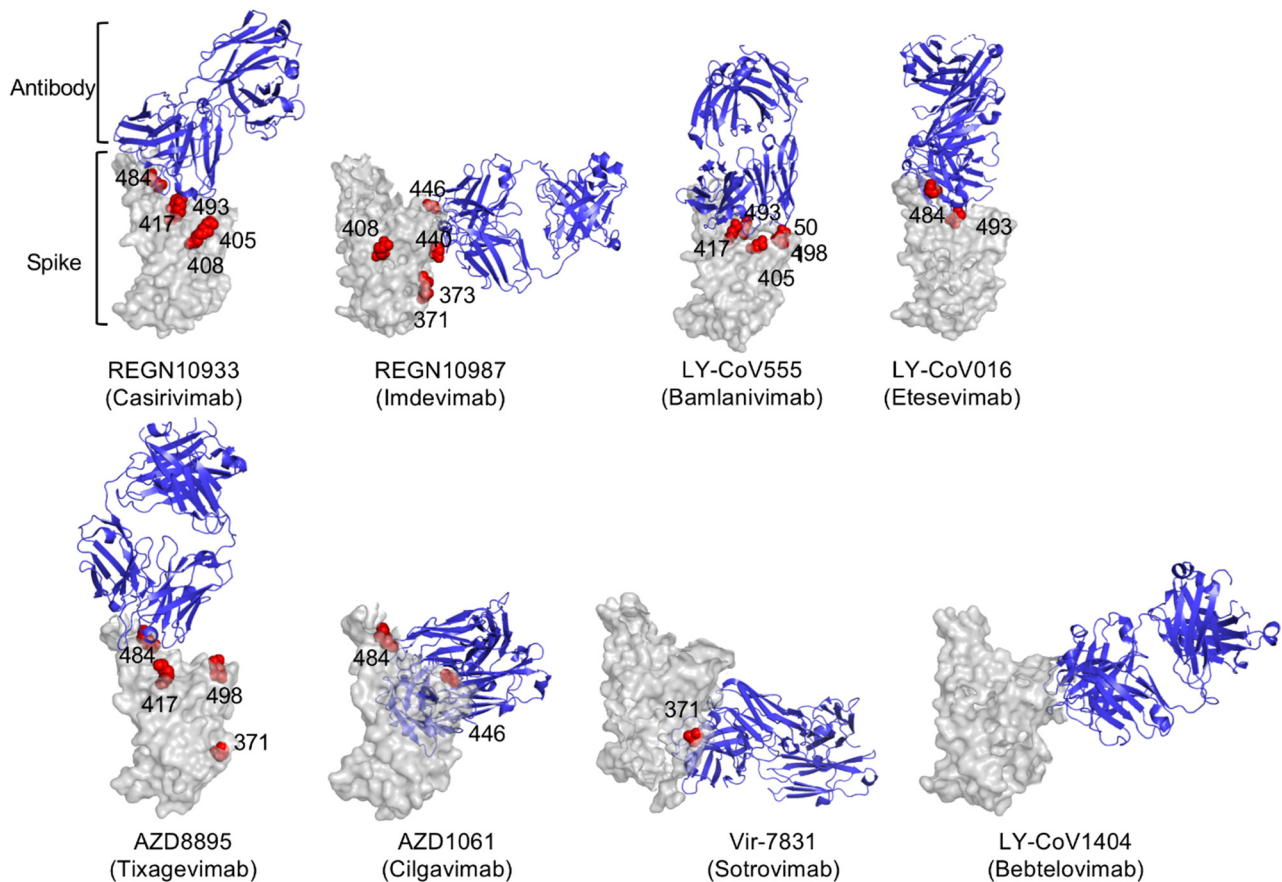 Antibody
Spike
484
417
493
405
408
REGN10933
(Casirivimab)
446
408
440
373
371
REGN10987
(Imdevimab)
493
50
1
417
498
405
LY-CoV555
(Bamlanivimab)
484
493
LY-CoV016
(Etesevimab)
484
417
498
371
AZD8895
(Tixagevimab)
484
446
AZD1061
(Cilgavimab)
371
Vir-7831
(Sotrovimab)
LY-CoV1404
(Bebtelovimab)